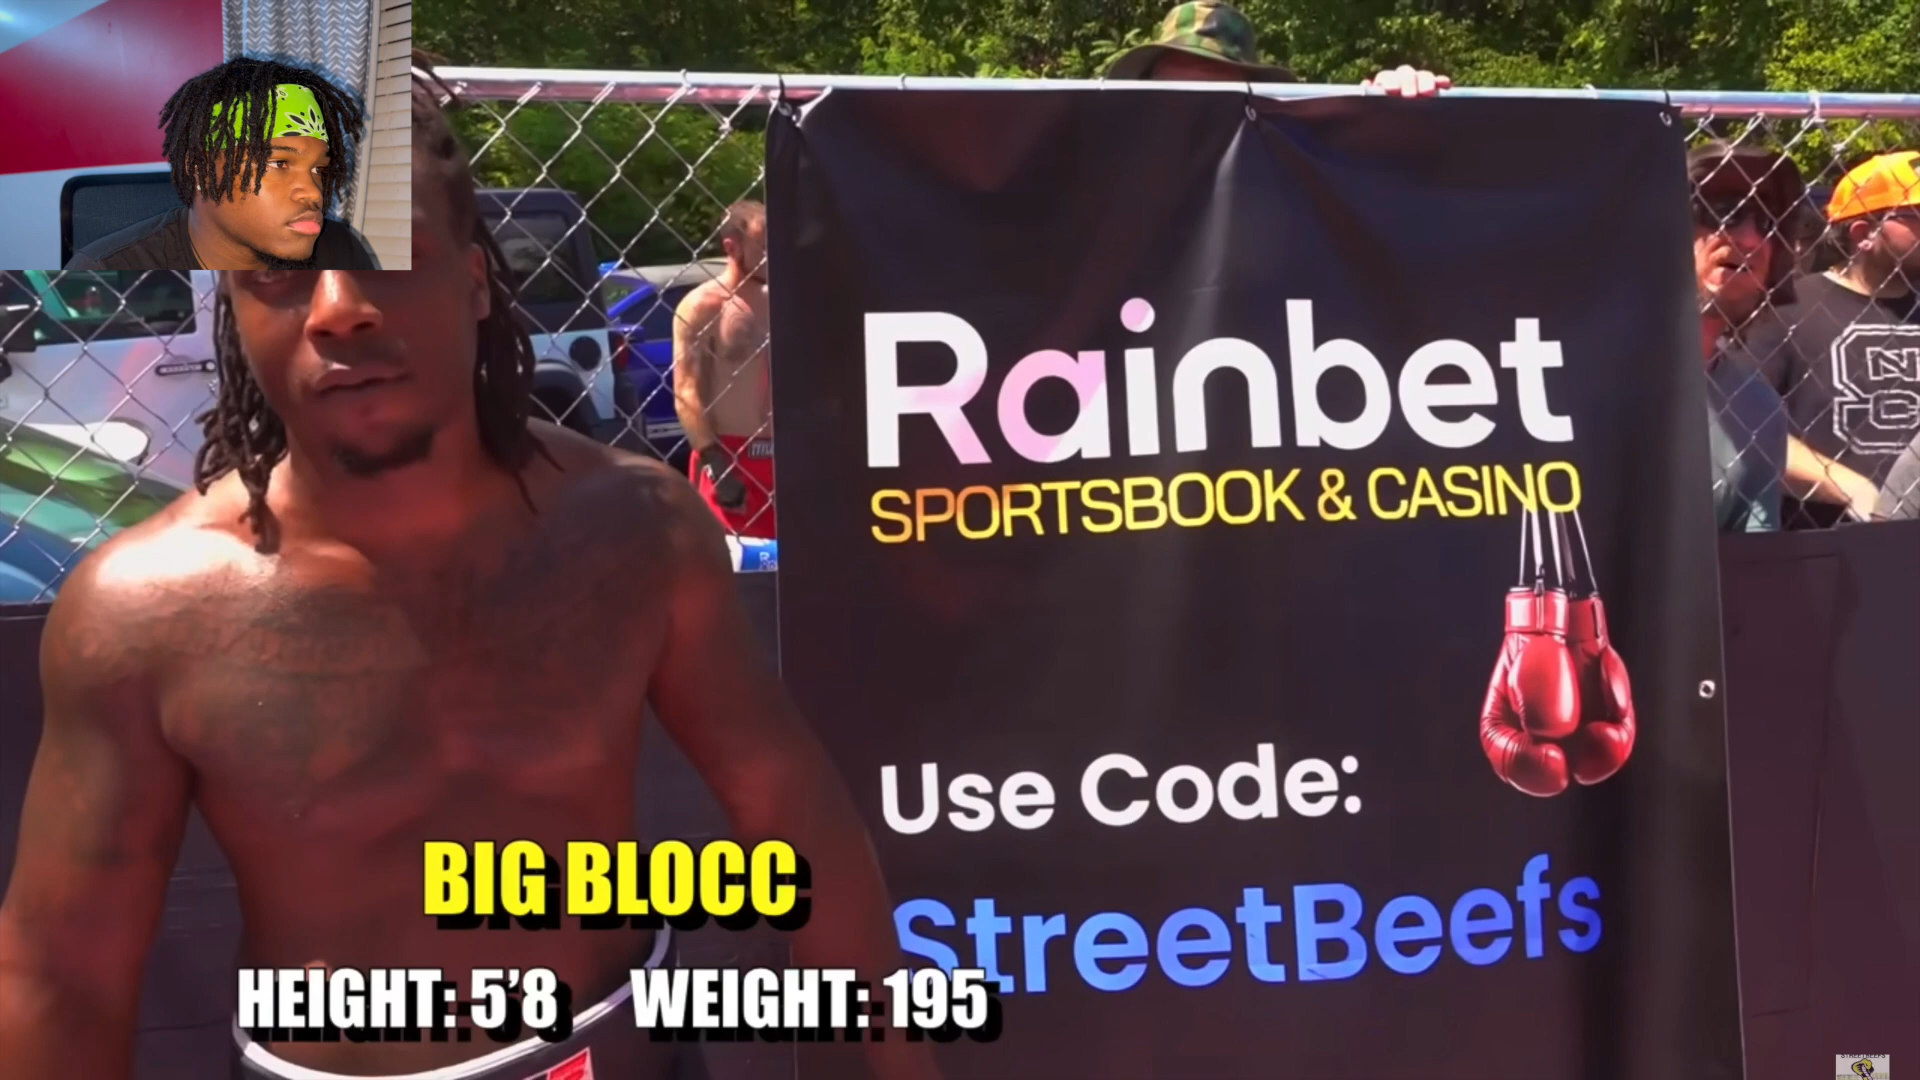 Rainbet
SPORTSBOOK & CASINO
Use Code:
StreetBeefs
BIG BLOCC
HEIGHT: 5'8 WEIGHT: 195